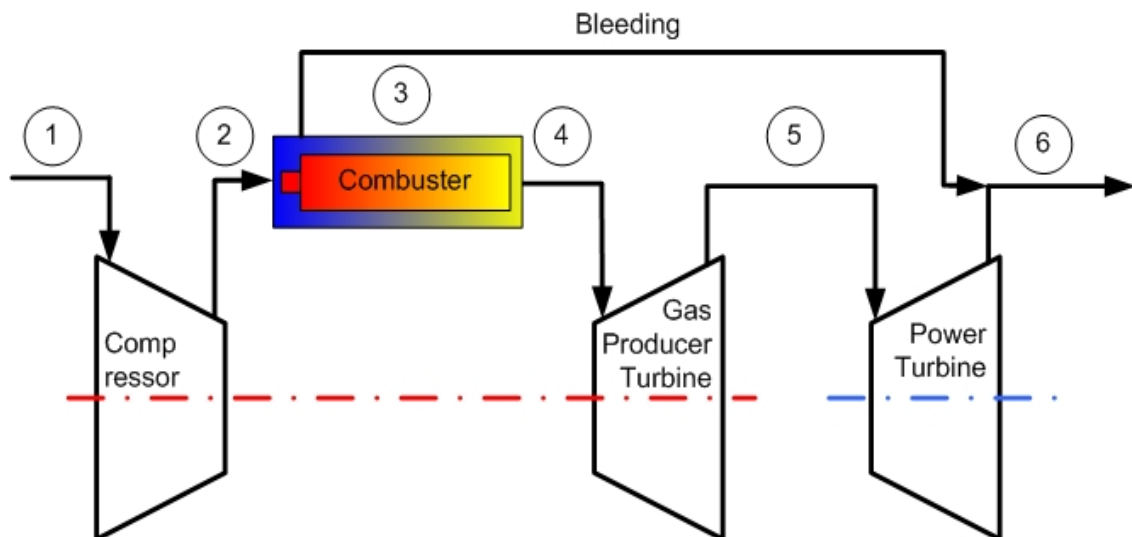 Bleeding
1
2
3
4
5
6
Combuster
Comp
ressor
Gas
Producer
Turbine
Power
Turbine